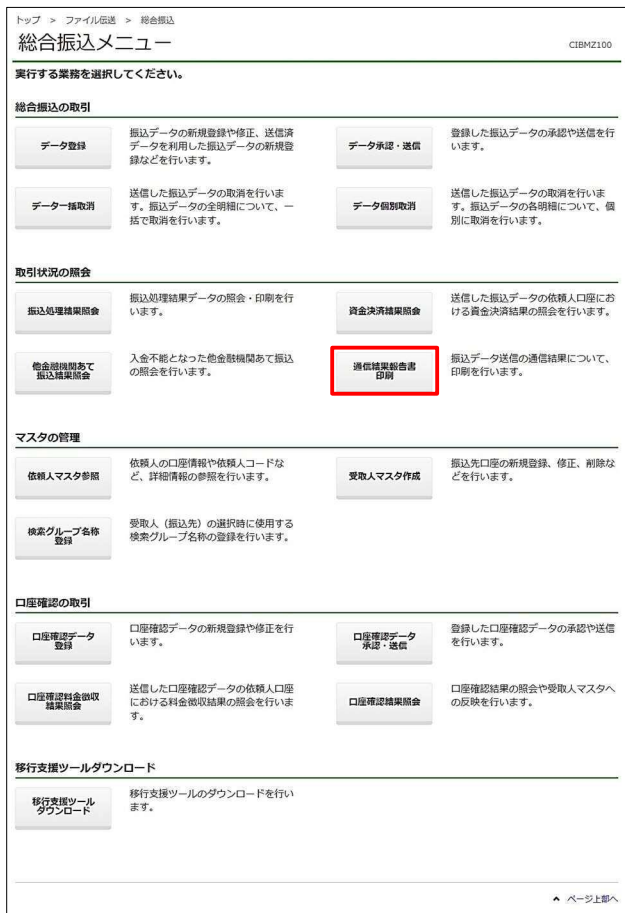 トップ > ファイル伝送 > 総合振込
総合振込メニュー
CIBMZ100
実行する業務を選択してください。
総合振込の取引
データ登録
振込データの新規登録や修正、送信済
データを利用した振込データの新規登
録などを行います。
データ承認・送信
登録した振込データの承認や送信を行
います。
データ一括取消
送信した振込データの取消を行いま
す。振込データの全明細について、一
括で取消を行います。
データ個別取消
送信した振込データの取消を行いま
す。振込データの各明細について、個
別に取消を行います。
取引状況の照会
振込処理結果照会
振込処理結果データの照会・印刷を行
います。
資金決済結果照会
送信した振込データの依頼人口座にお
ける資金決済結果の照会を行います。
他金融機関あて
振込結果照会
入金不能となった他金融機関あて振込
の照会を行います。
通信結果報告書
印刷
振込データ送信の通信結果について、
印刷を行います。
マスタの管理
依頼人マスタ参照
依頼人の口座情報や依頼人コードな
ど、詳細情報の参照を行います。
受取人マスタ作成
振込先口座の新規登録、修正、削除な
どを行います。
検索グループ名称
登録
受取人（振込先）の選択時に使用する
検索グループ名称の登録を行います。
口座確認の取引
口座確認データ
登録
口座確認データの新規登録や修正を行
います。
口座確認データ
承認・送信
登録した口座確認データの承認や送信
を行います。
口座確認料金徴収
結果照会
送信した口座確認データの依頼人口座
における料金徴収結果の照会を行いま
す。
口座確認結果照会
口座確認結果の照会や受取人マスタへ
の反映を行います。
移行支援ツールダウンロード
移行支援ツール
ダウンロード
移行支援ツールのダウンロードを行い
ます。
ページ上部へ